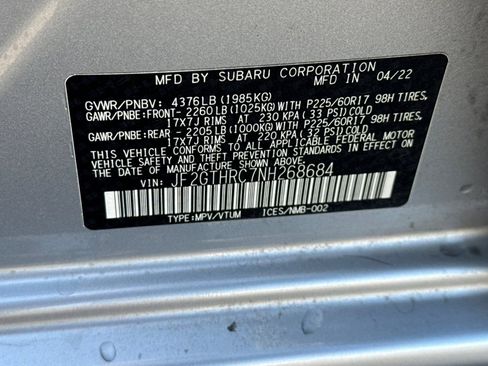 MFD BY SUBARU CORPORATION
MADE IN JAPAN 04/22
GVWR/PNBV: 4376LB(1985KG)
GAWR/PNBE:FRONT- 2260LB(1025KG)WITH P225/60R17 98H TIRES,
17X7J RIMS AT 230 KPA( 33 PSI)COLD
GAWR/PNBE:REAR - 2205LB(1000KG)WITH P225/60R17 98H TIRES,
17X7J RIMS AT 220 KPA( 32 PSI)COLD
THIS VEHICLE CONFORMS TO ALL APPLICABLE FEDERAL MOTOR
VEHICLE SAFETY, BUMPER, AND THEFT PREVENTION STANDARDS
IN EFFECT ON THE DATE OF MANUFACTURE SHOWN ABOVE.
VIN: JF2GTHRC7NH268684
TYPE:MPV/VTUM ICES/NMB-002